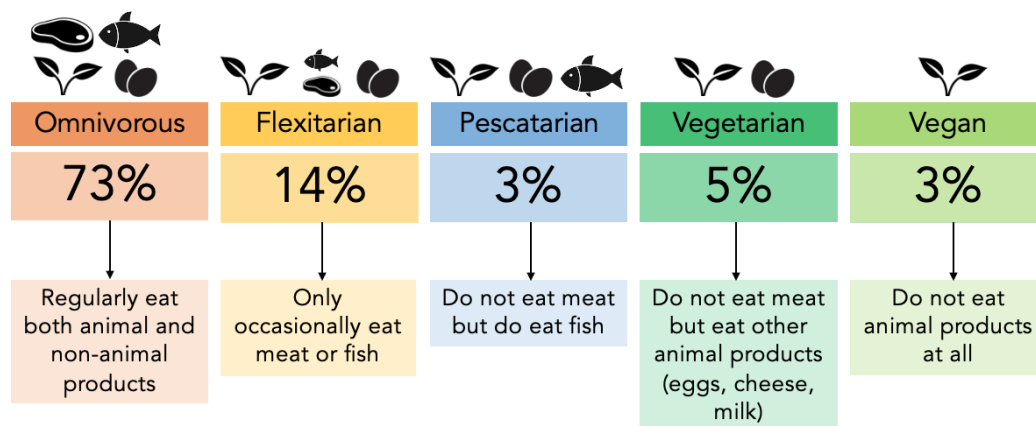 Omnivorous
Flexitarian
Pescatarian
Vegetarian
Vegan
73%
14%
3%
5%
3%
Regularly eat
both animal and
non-animal
products
Only
occasionally eat
meat or fish
Do not eat meat
but do eat fish
Do not eat meat
but eat other
animal products
(eggs, cheese,
milk)
Do not eat
animal products
at all